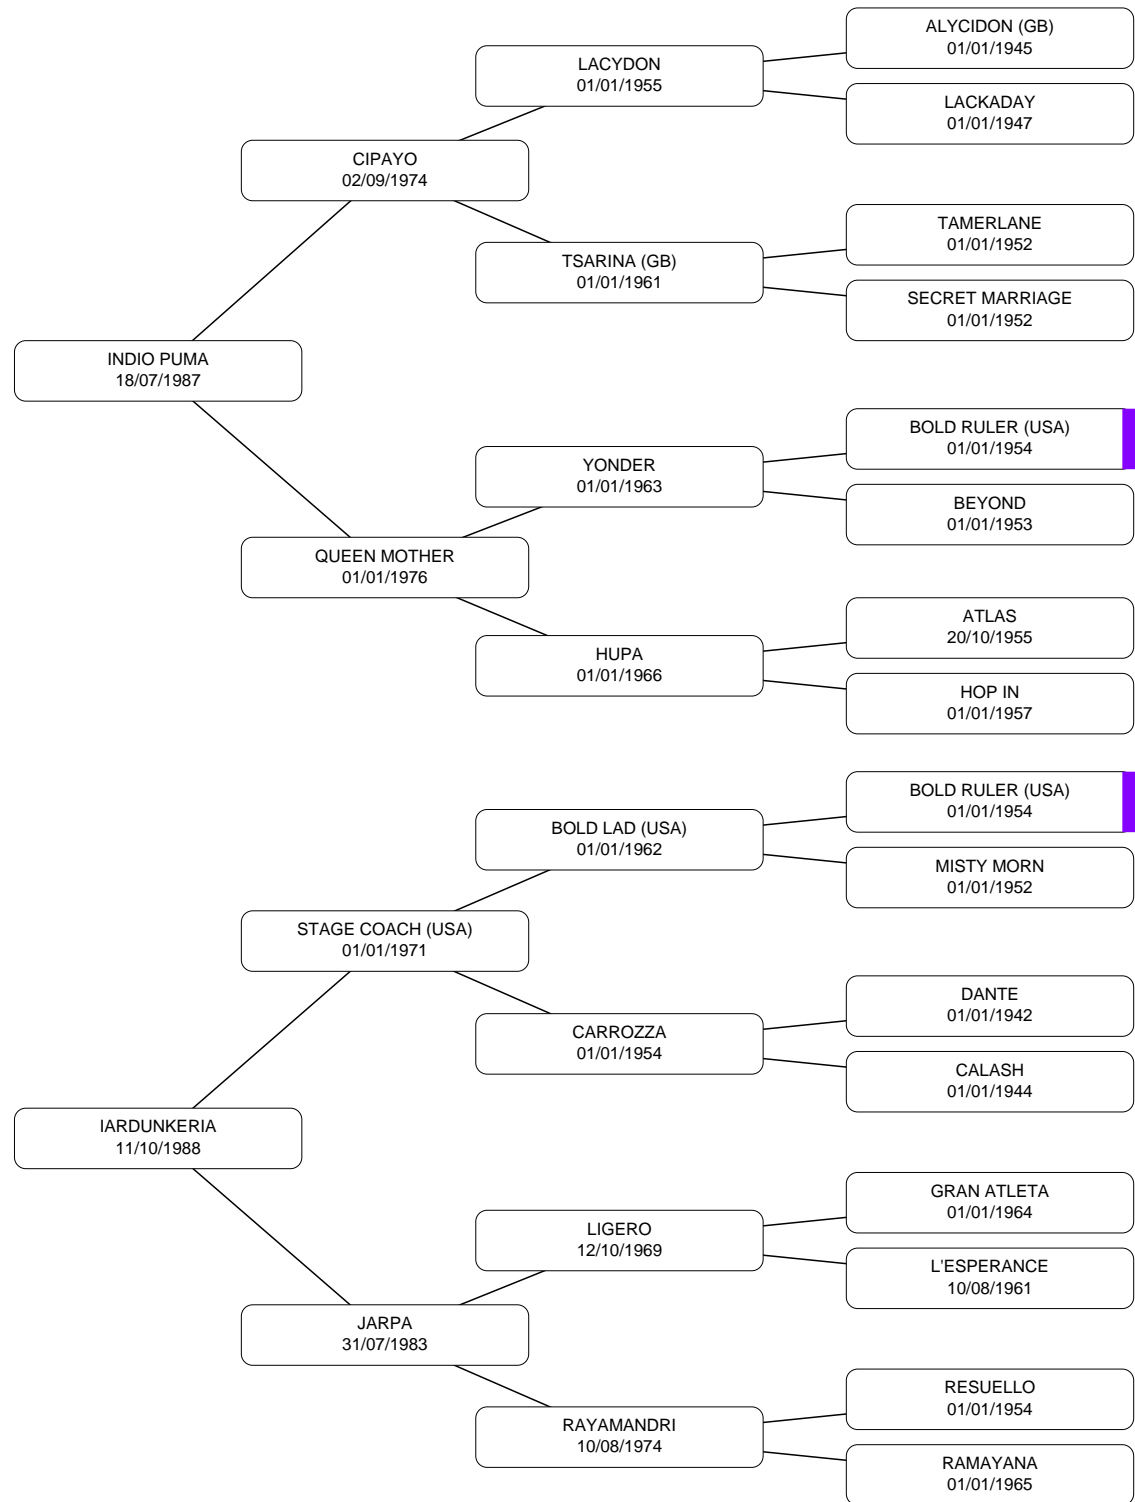 ALYCIDON (GB)
01/01/1945
LACYDON
01/01/1955
LACKADAY
01/01/1947
CIPAYO
02/09/1974
TAMERLANE
01/01/1952
TSARINA (GB)
01/01/1961
SECRET MARRIAGE
01/01/1952
INDIO PUMA
18/07/1987
BOLD RULER (USA)
01/01/1954
YONDER
01/01/1963
BEYOND
01/01/1953
QUEEN MOTHER
01/01/1976
ATLAS
20/10/1955
HUPA
01/01/1966
HOP IN
01/01/1957
BOLD RULER (USA)
01/01/1954
BOLD LAD (USA)
01/01/1962
MISTY MORN
01/01/1952
STAGE COACH (USA)
01/01/1971
DANTE
01/01/1942
CARROZZA
01/01/1954
CALASH
01/01/1944
IARDUNKERIA
11/10/1988
GRAN ATLETA
01/01/1964
LIGERO
12/10/1969
L'ESPERANCE
10/08/1961
JARPA
31/07/1983
RESUELLO
01/01/1954
RAYAMANDRI
10/08/1974
RAMAYANA
01/01/1965